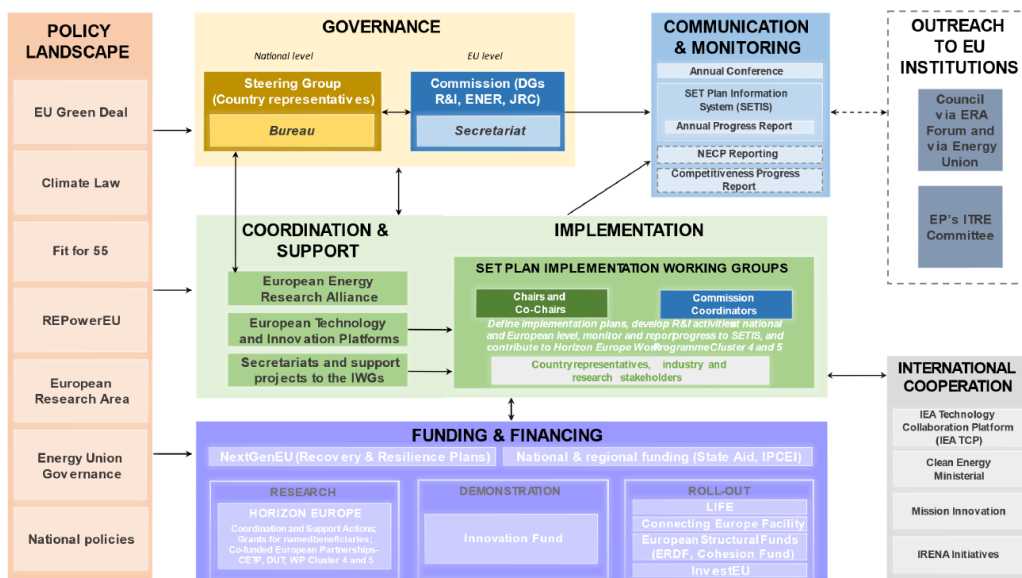 POLICY
LANDSCAPE
EU Green Deal
Climate Law
Fit for 55
REPowerEU
European
Research Area
Energy Union
Governance
National policies
GOVERNANCE
National level
EU level
Steering Group
(Country representatives)
Bureau
Commission (DGs
R&I, ENER, JRC)
Secretariat
COMMUNICATION
& MONITORING
Annual Conference
SET Plan Information
System (SETIS)
Annual Progress Report
NECP Reporting
Competitiveness Progress
Report
OUTREACH
TO EU
INSTITUTIONS
Council
via ERA
Forum and
via Energy
Union
EP's ITRE
Committee
COORDINATION &
SUPPORT
European Energy
Research Alliance
European Technology
and Innovation Platforms
Secretariats and support
projects to the IWGs
IMPLEMENTATION
SET PLAN IMPLEMENTATION WORKING GROUPS
Chairs and
Co-Chairs
Commission
Coordinators
Define implementation plans, develop R&I activities at national
and European level, monitor and report progress to SETIS, and
contribute to Horizon Europe Work Programme Cluster 4 and 5
Country representatives, industry and
research stakeholders
INTERNATIONAL
COOPERATION
IEA Technology
Collaboration Platform
(IEA TCP)
Clean Energy
Ministerial
Mission Innovation
IRENA Initiatives
FUNDING & FINANCING
NextGenEU (Recovery & Resilience Plans)
National & regional funding (State Aid, IPCEI)
RESEARCH
HORIZON EUROPE
Coordination and Support Actions;
Grants for named beneficiaries;
Co-funded European Partnerships-
CETP, DUT; WP Cluster 4 and 5
DEMONSTRATION
Innovation Fund
ROLL-OUT
LIFE
Connecting Europe Facility
European Structural Funds
(ERDF, Cohesion Fund)
InvestEU